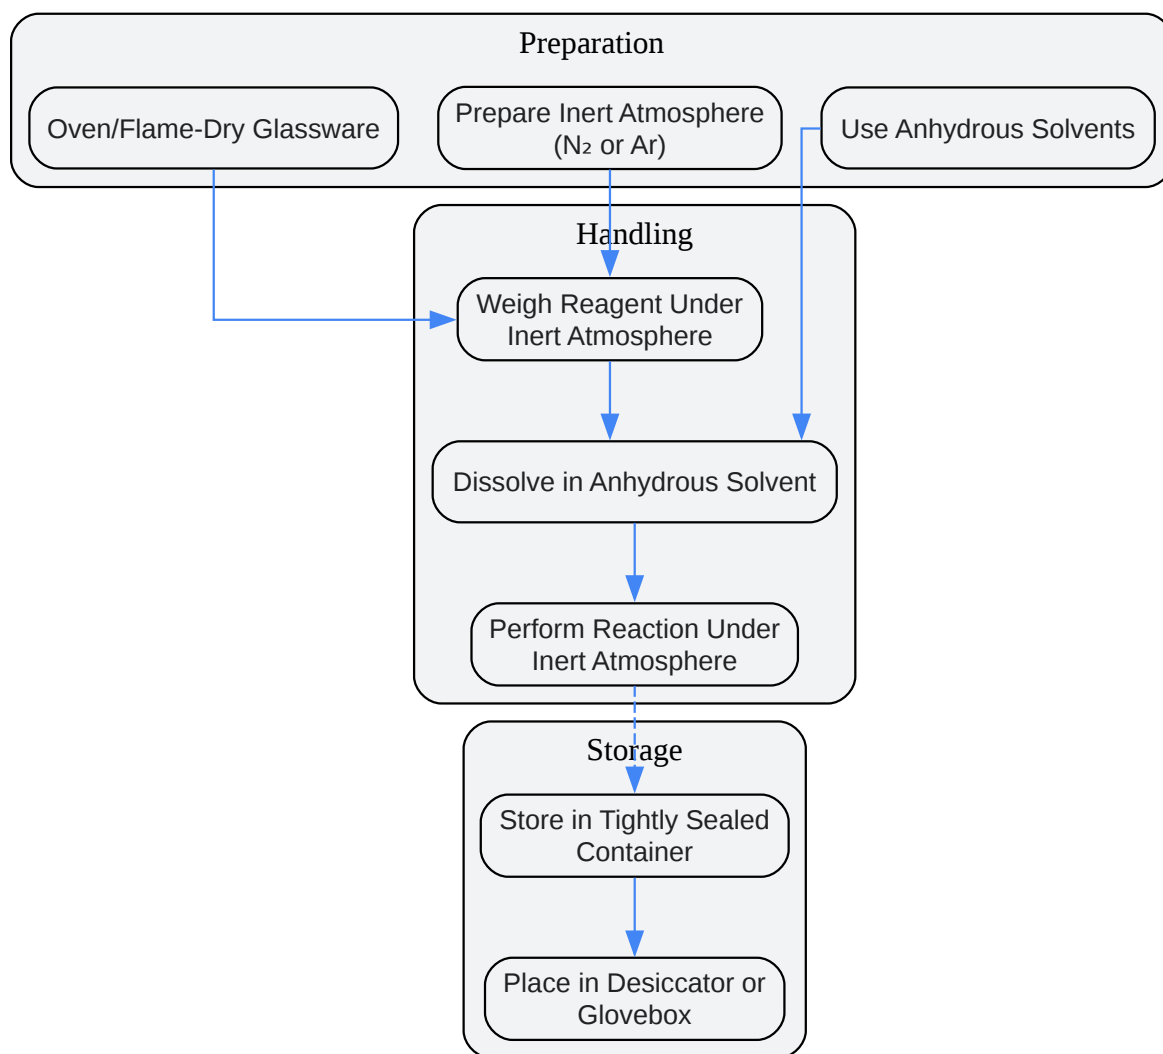 Preparation
Oven/Flame-Dry Glassware
Prepare Inert Atmosphere
(N₂ or Ar)
Use Anhydrous Solvents
Handling
Weigh Reagent Under
Inert Atmosphere
Dissolve in Anhydrous Solvent
Perform Reaction Under
Inert Atmosphere
Storage
Store in Tightly Sealed
Container
Place in Desiccator or
Glovebox